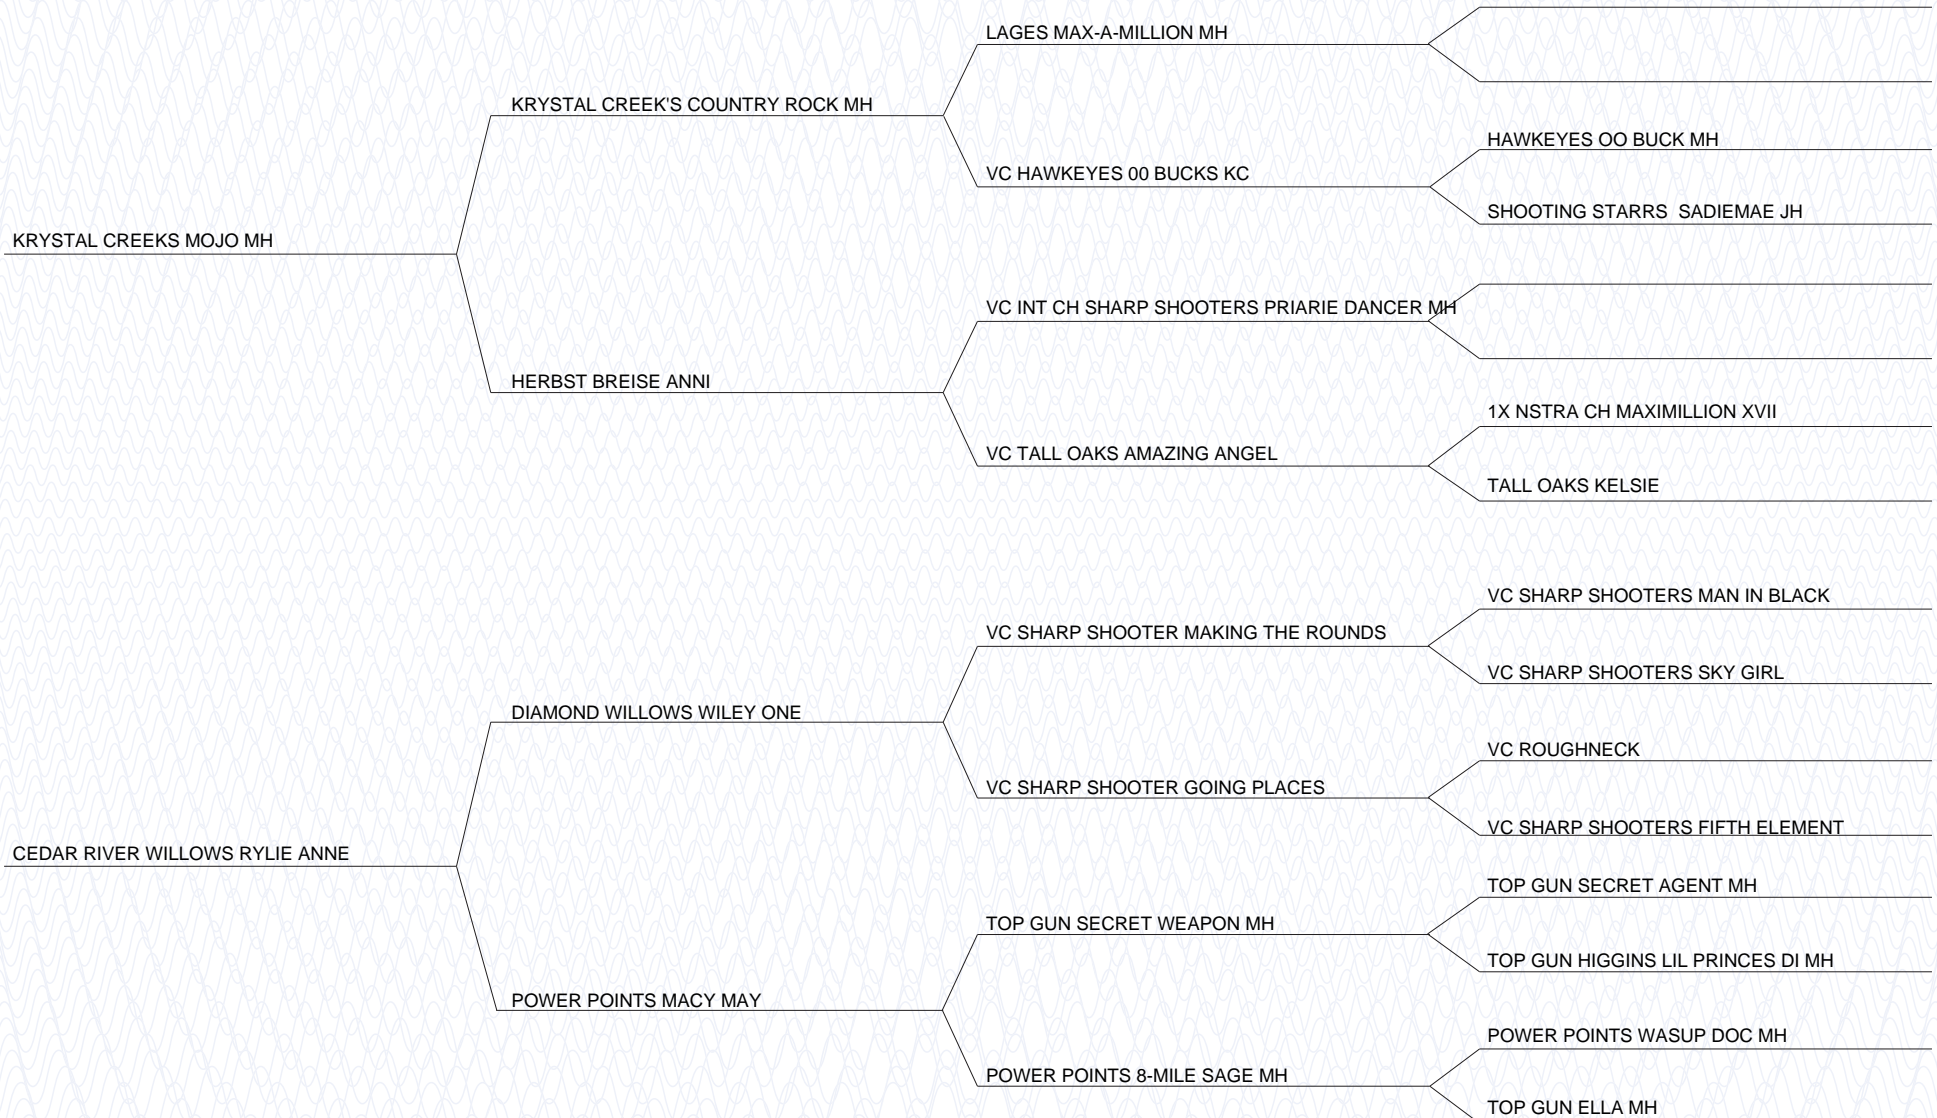 LAGES MAX-A-MILLION MH
KRYSTAL CREEK'S COUNTRY ROCK MH
HAWKEYES OO BUCK MH
VC HAWKEYES 00 BUCKS KC
SHOOTING STARRS  SADIEMAE JH
KRYSTAL CREEKS MOJO MH
VC INT CH SHARP SHOOTERS PRIARIE DANCER MH
HERBST BREISE ANNI
1X NSTRA CH MAXIMILLION XVII
VC TALL OAKS AMAZING ANGEL
TALL OAKS KELSIE
VC SHARP SHOOTERS MAN IN BLACK
VC SHARP SHOOTER MAKING THE ROUNDS
VC SHARP SHOOTERS SKY GIRL
DIAMOND WILLOWS WILEY ONE
VC ROUGHNECK
VC SHARP SHOOTER GOING PLACES
VC SHARP SHOOTERS FIFTH ELEMENT
CEDAR RIVER WILLOWS RYLIE ANNE
TOP GUN SECRET AGENT MH
TOP GUN SECRET WEAPON MH
TOP GUN HIGGINS LIL PRINCES DI MH
POWER POINTS MACY MAY
POWER POINTS WASUP DOC MH
POWER POINTS 8-MILE SAGE MH
TOP GUN ELLA MH